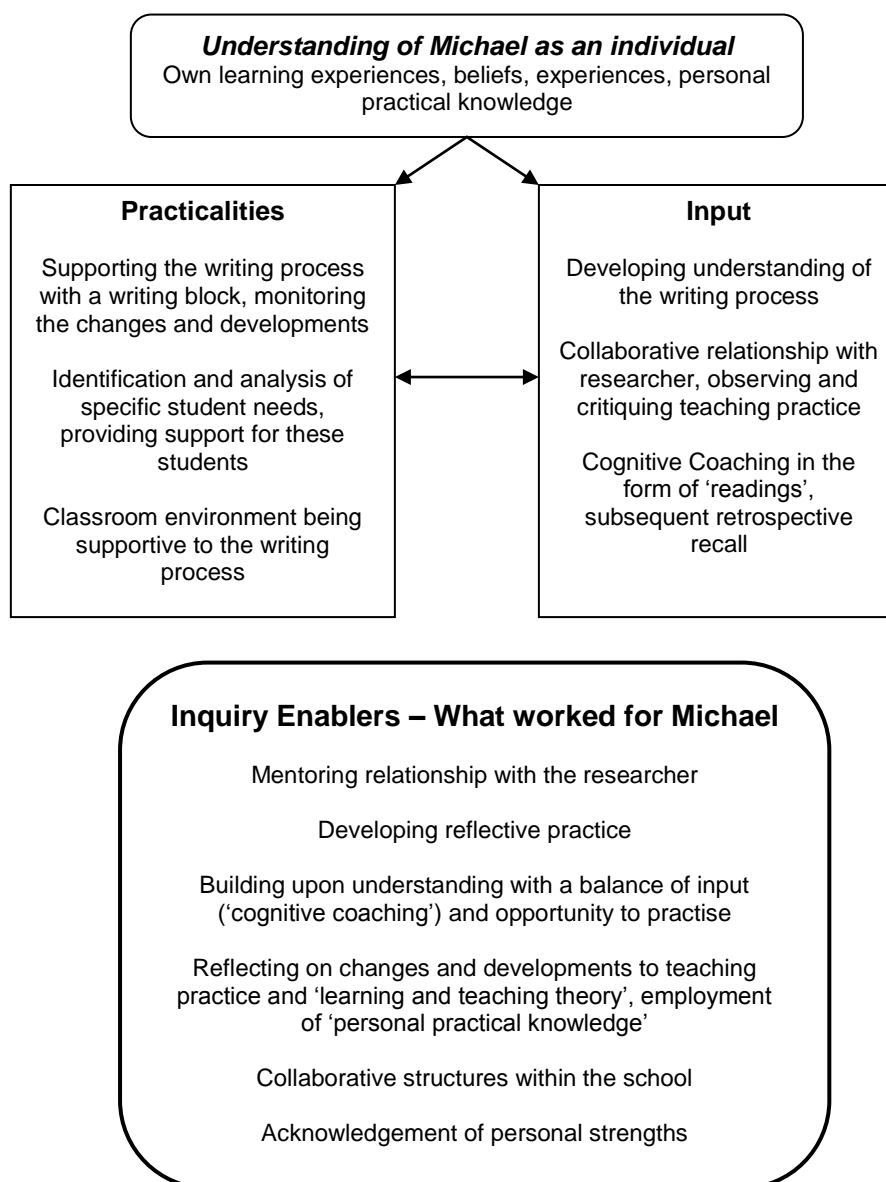 Understanding of Michael as an individual
Own learning experiences, beliefs, experiences, personal
practical knowledge
Practicalities
Supporting the writing process
with a writing block, monitoring
the changes and developments
Identification and analysis of
specific student needs,
providing support for these
students
Classroom environment being
supportive to the writing
process
Input
Developing understanding of
the writing process
Collaborative relationship with
researcher, observing and
critiquing teaching practice
Cognitive Coaching in the
form of ‘readings’,
subsequent retrospective
recall
Inquiry Enablers – What worked for Michael
Mentoring relationship with the researcher
Developing reflective practice
Building upon understanding with a balance of input
(‘cognitive coaching’) and opportunity to practise
Reflecting on changes and developments to teaching
practice and ‘learning and teaching theory’, employment
of ‘personal practical knowledge’
Collaborative structures within the school
Acknowledgement of personal strengths